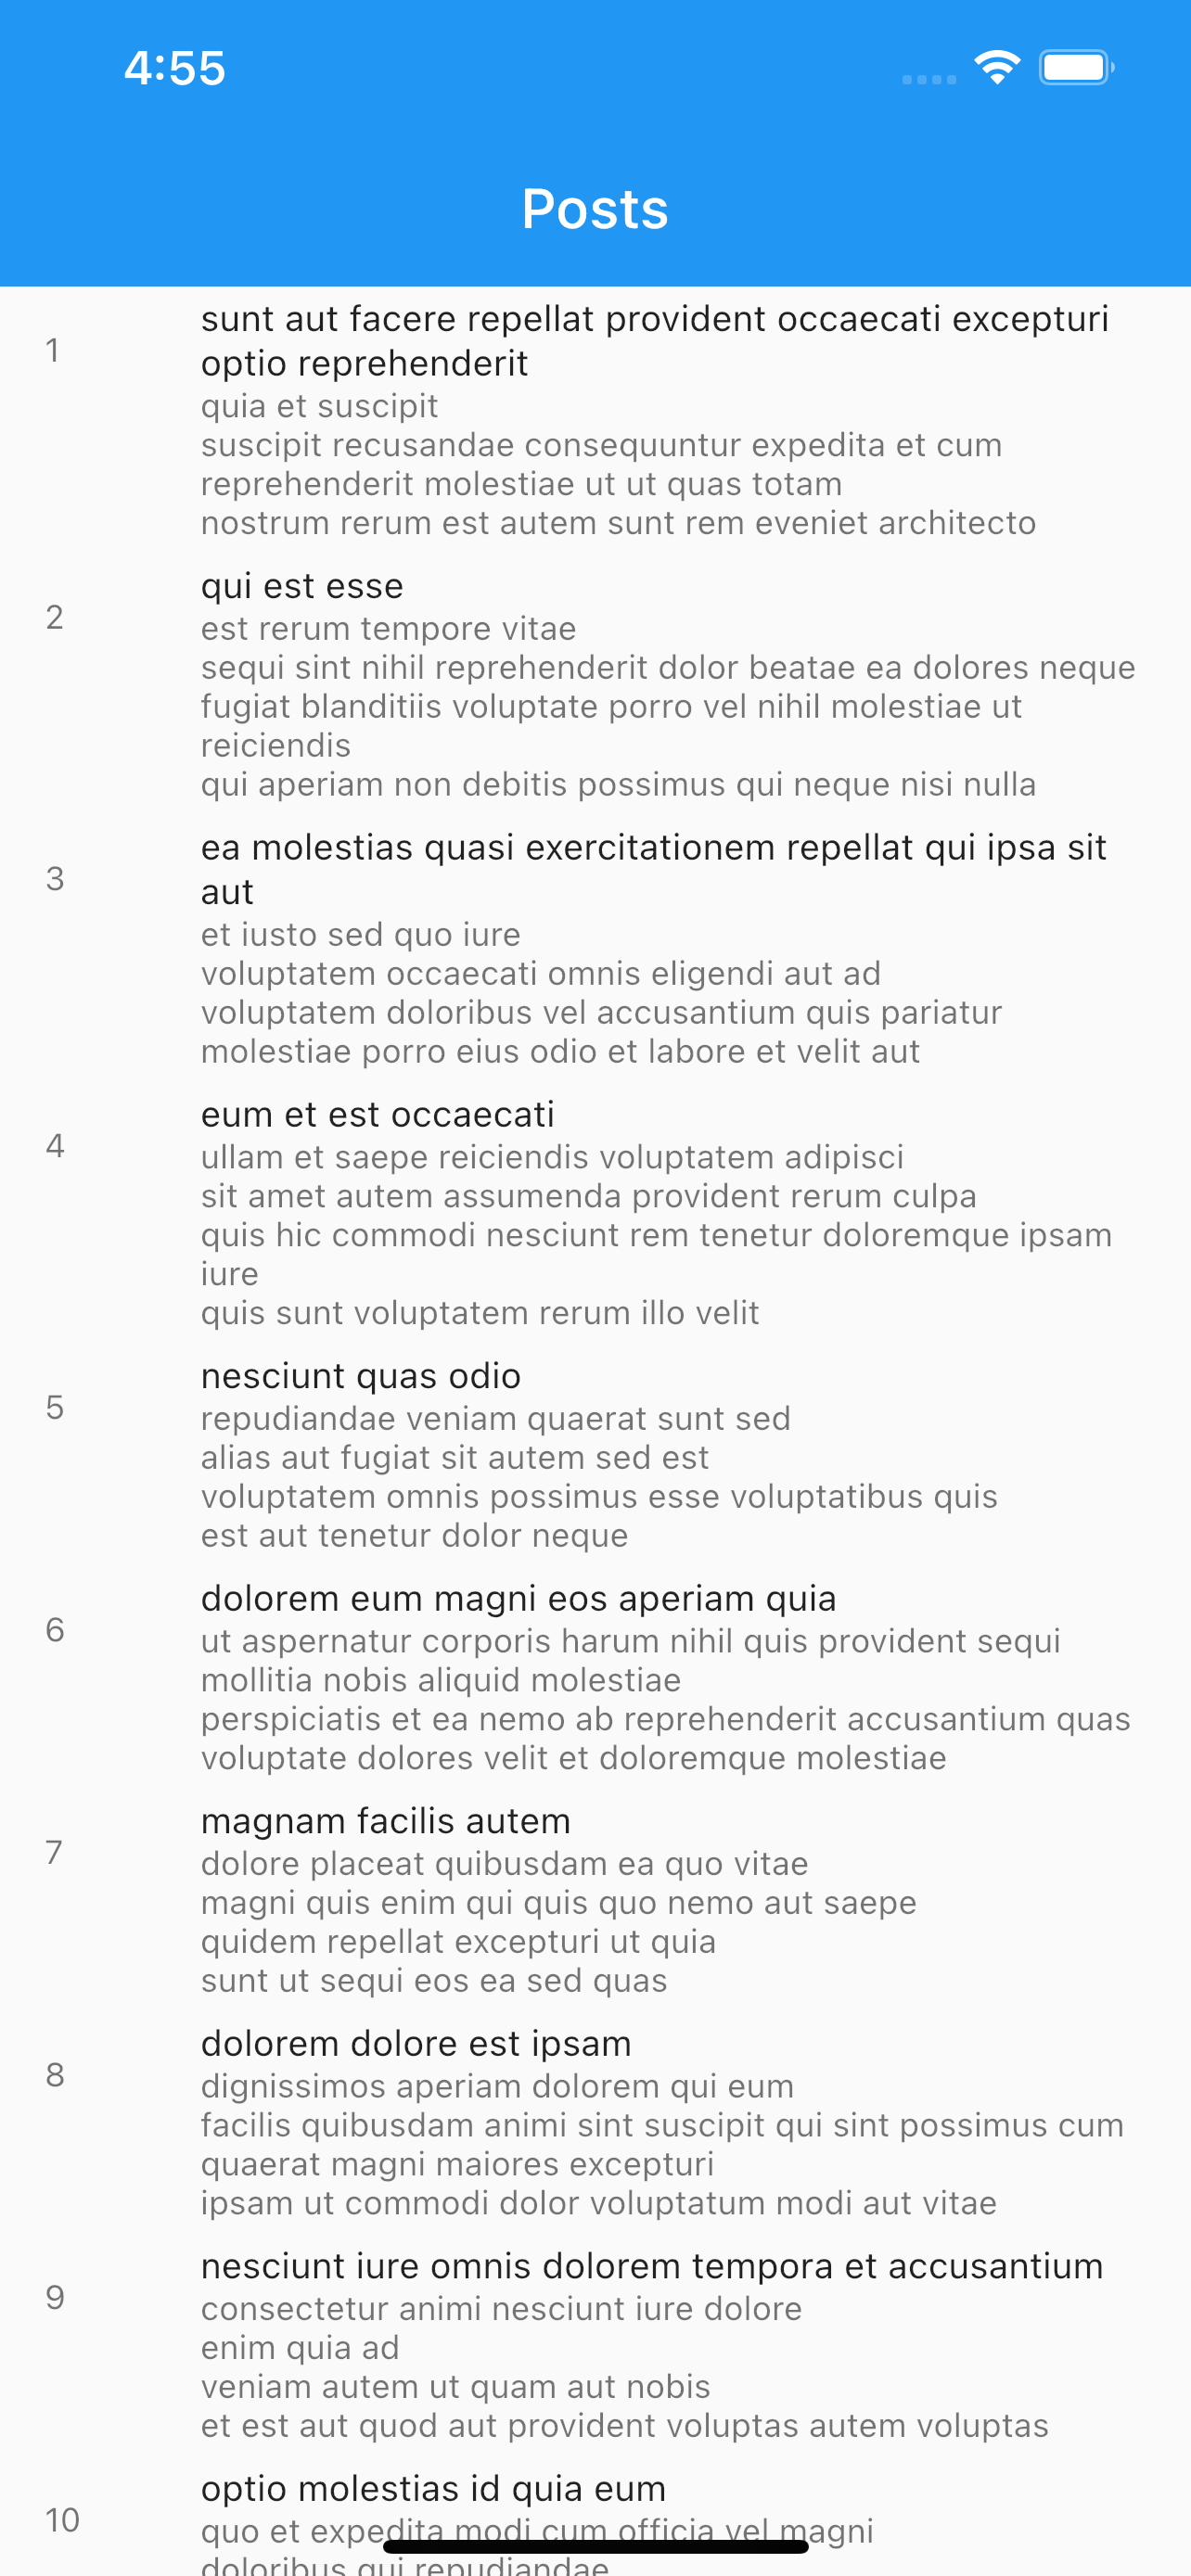 4:55
Posts
1
sunt aut facere repellat provident occaecati excepturi
optio reprehenderit
quia et suscipit
suscipit recusandae consequuntur expedita et cum
reprehenderit molestiae ut ut quas totam
nostrum rerum est autem sunt rem eveniet architecto
2
qui est esse
est rerum tempore vitae
sequi sint nihil reprehenderit dolor beatae ea dolores neque
fugiat blanditiis voluptate porro vel nihil molestiae ut
reiciendis
qui aperiam non debitis possimus qui neque nisi nulla
3
ea molestias quasi exercitationem repellat qui ipsa sit
aut
et iusto sed quo iure
voluptatem occaecati omnis eligendi aut ad
voluptatem doloribus vel accusantium quis pariatur
molestiae porro eius odio et labore et velit aut
4
eum et est occaecati
ullam et saepe reiciendis voluptatem adipisci
sit amet autem assumenda provident rerum culpa
quis hic commodi nesciunt rem tenetur doloremque ipsam
iure
quis sunt voluptatem rerum illo velit
5
nesciunt quas odio
repudiandae veniam quaerat sunt sed
alias aut fugiat sit autem sed est
voluptatem omnis possimus esse voluptatibus quis
est aut tenetur dolor neque
6
dolorem eum magni eos aperiam quia
ut aspernatur corporis harum nihil quis provident sequi
mollitia nobis aliquid molestiae
perspiciatis et ea nemo ab reprehenderit accusantium quas
voluptate dolores velit et doloremque molestiae
7
magnam facilis autem
dolore placeat quibusdam ea quo vitae
magni quis enim qui quis quo nemo aut saepe
quidem repellat excepturi ut quia
sunt ut sequi eos ea sed quas
8
dolorem dolore est ipsam
dignissimos aperiam dolorem qui eum
facilis quibusdam animi sint suscipit qui sint possimus cum
quaerat magni maiores excepturi
ipsam ut commodi dolor voluptatum modi aut vitae
9
nesciunt iure omnis dolorem tempora et accusantium
consectetur animi nesciunt iure dolore
enim quia ad
veniam autem ut quam aut nobis
et est aut quod aut provident voluptas autem voluptas
10
optio molestias id quia eum
quo et expedita modi cum officia vel magni
doloribus qui repudiandae